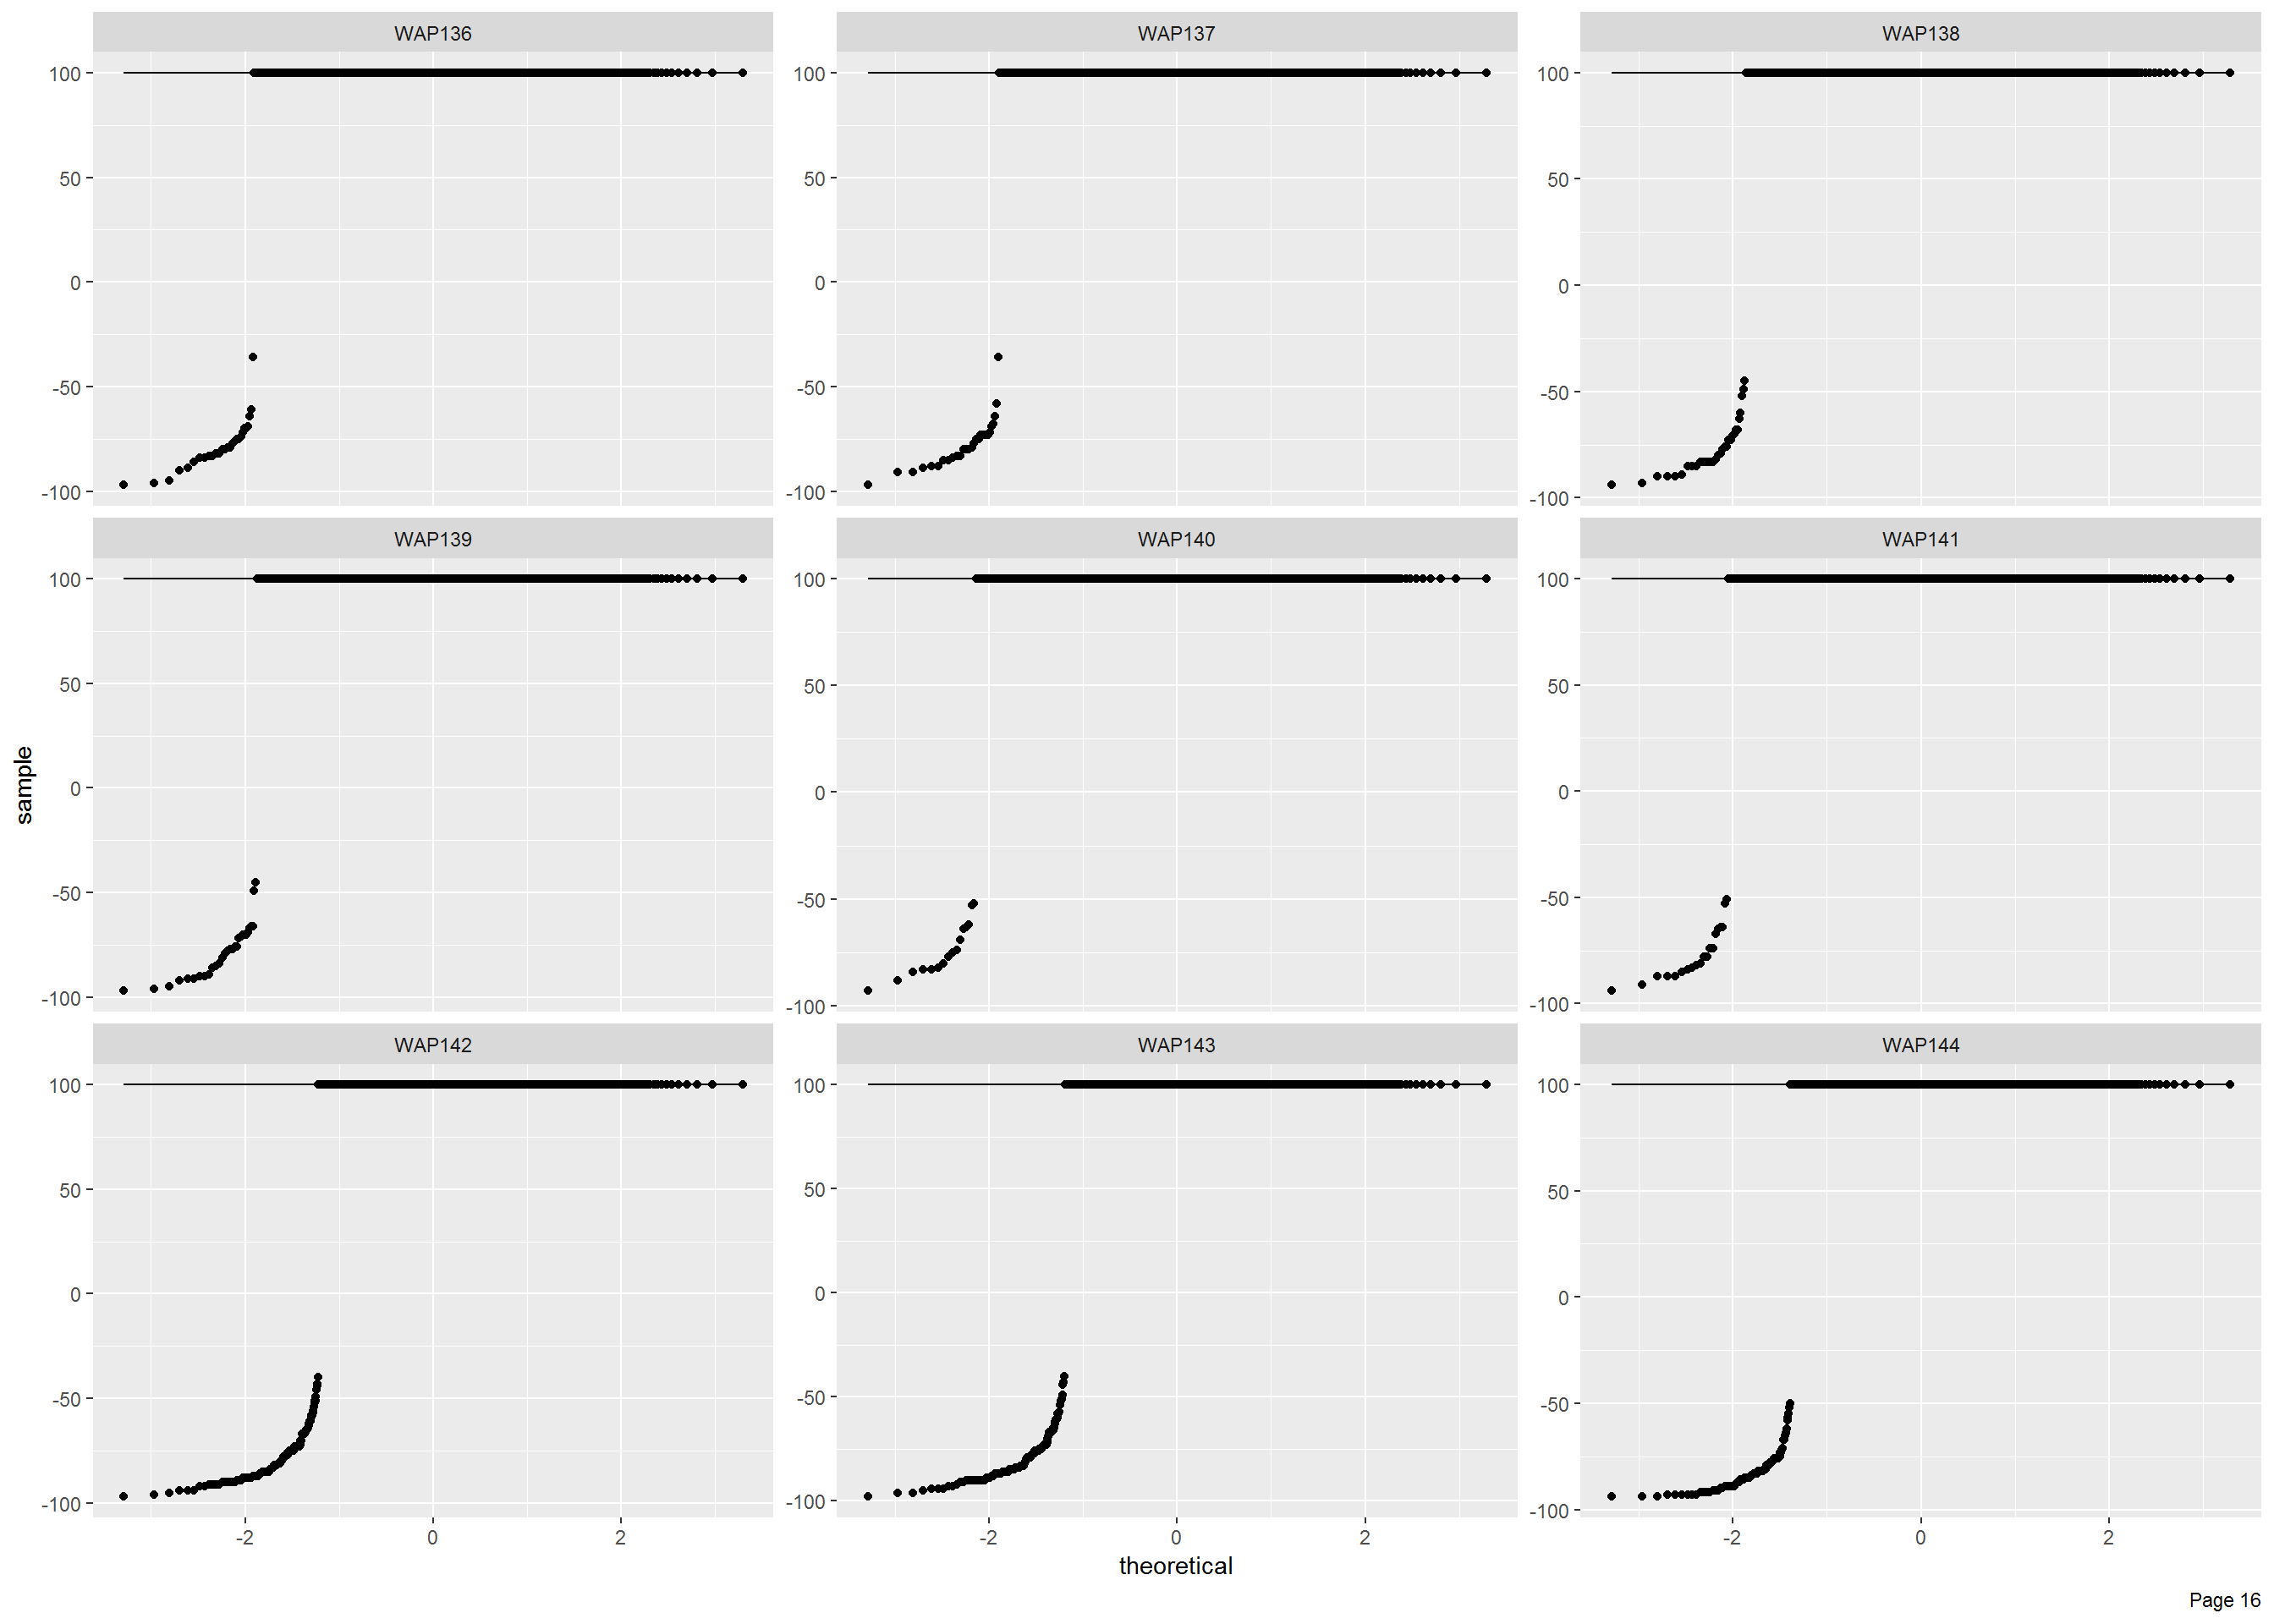 WAP136 WAP137 WAP138
100 100 100
50 50 50
0 0 0
-50 -50 -50
-100 -100 -100
WAP139 WAP140 WAP141
100 100 100
50 50 50
0 0 0
-50 -50 -50
-100 -100 -100
sample
WAP142 WAP143 WAP144
100 100 100
50 50 50
0 0 0
-50 -50 -50
-100 -100 -100
-2 0 2 -2 0 2 -2 0 2
theoretical
Page 16